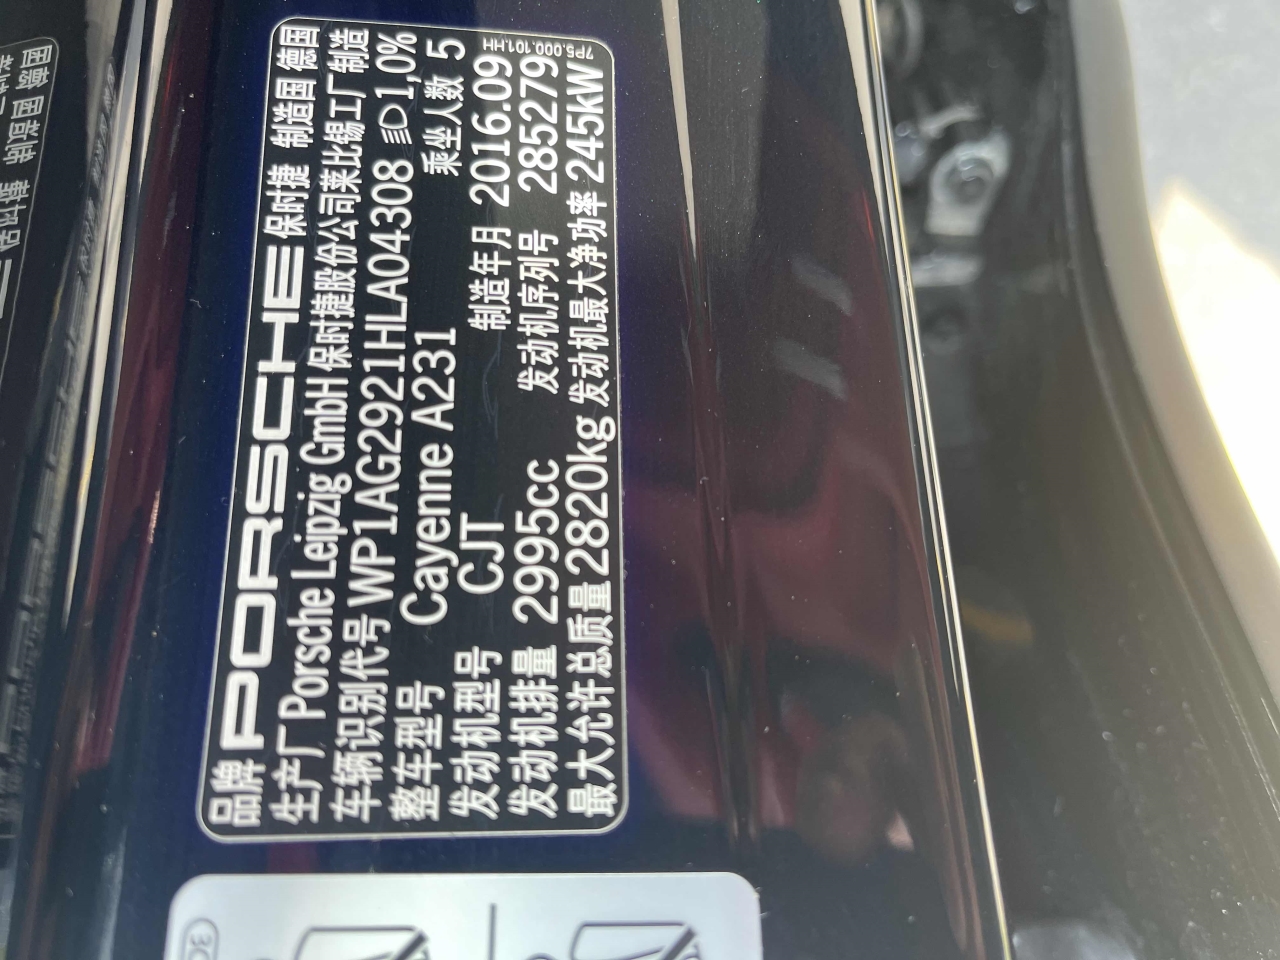 7P5.000.101.HH
品牌 PORSCHE 保时捷 制造国 德国
生产厂 Porsche Leipzig GmbH 保时捷股份公司莱比锡工厂制造
车辆识别代号 WP1AG2921HLA04308 1,0%
整车型号 Cayenne A231 乘坐人数 5
发动机型号 CJT 制造年月 2016.09
发动机排量 2995cc 发动机序列号 285279
最大允许总质量 2820kg 发动机最大净功率 245kW